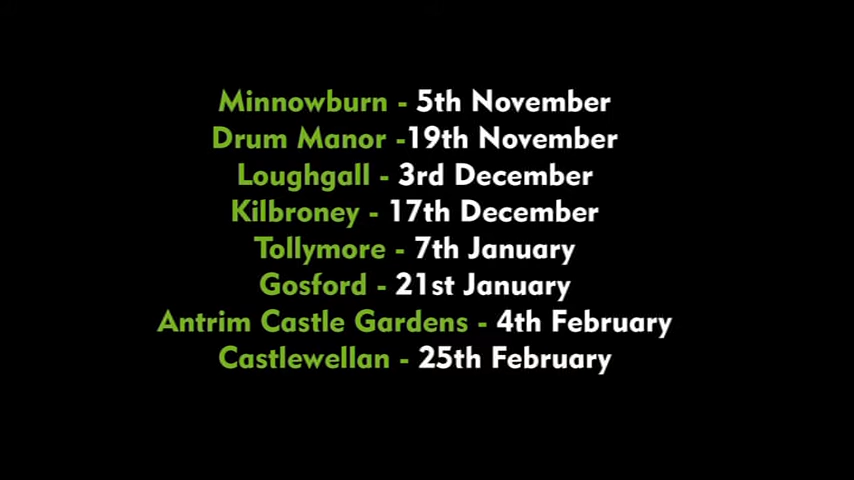 Minnowburn - 5th November
Drum Manor -19th November
Loughgall - 3rd December
Kilbroney - 17th December
Tollymore - 7th January
Gosford - 21st January
Antrim Castle Gardens - 4th February
Castlewellan - 25th February